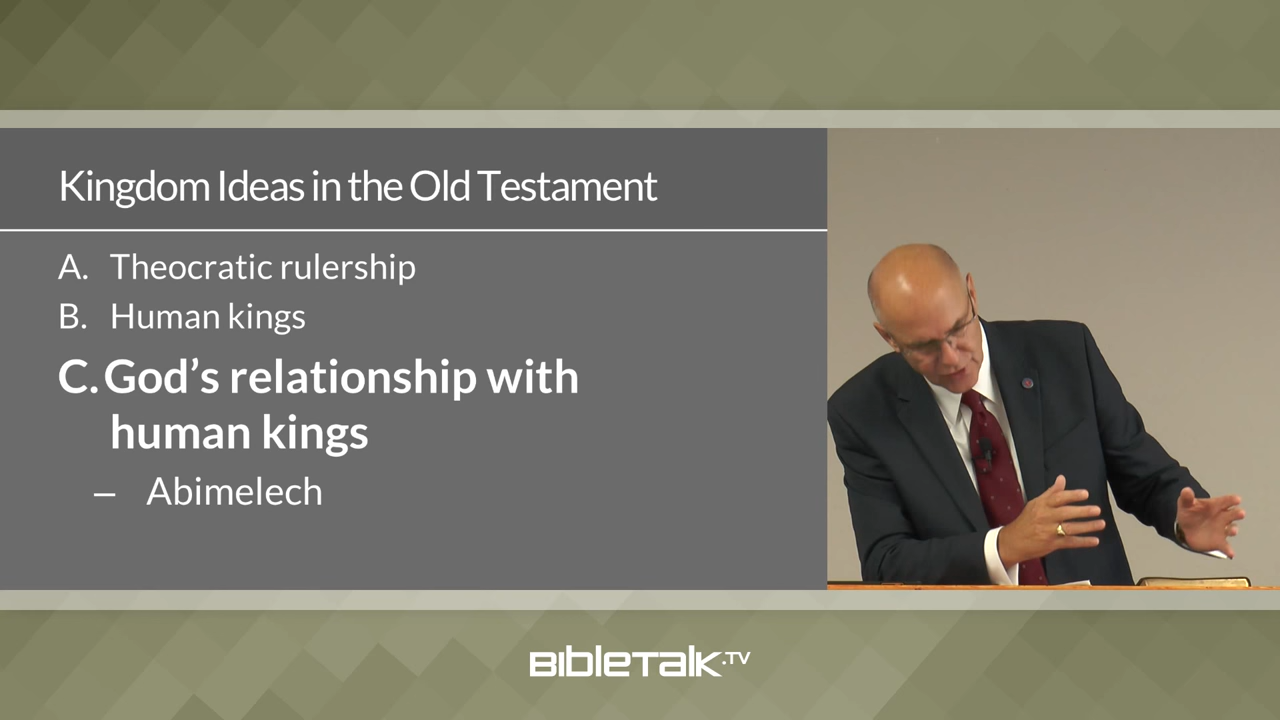 Kingdom Ideas in the Old Testament
A. Theocratic rulership
B. Human kings
C. God's relationship with
human kings
– Abimelech
BibleTalk.TV